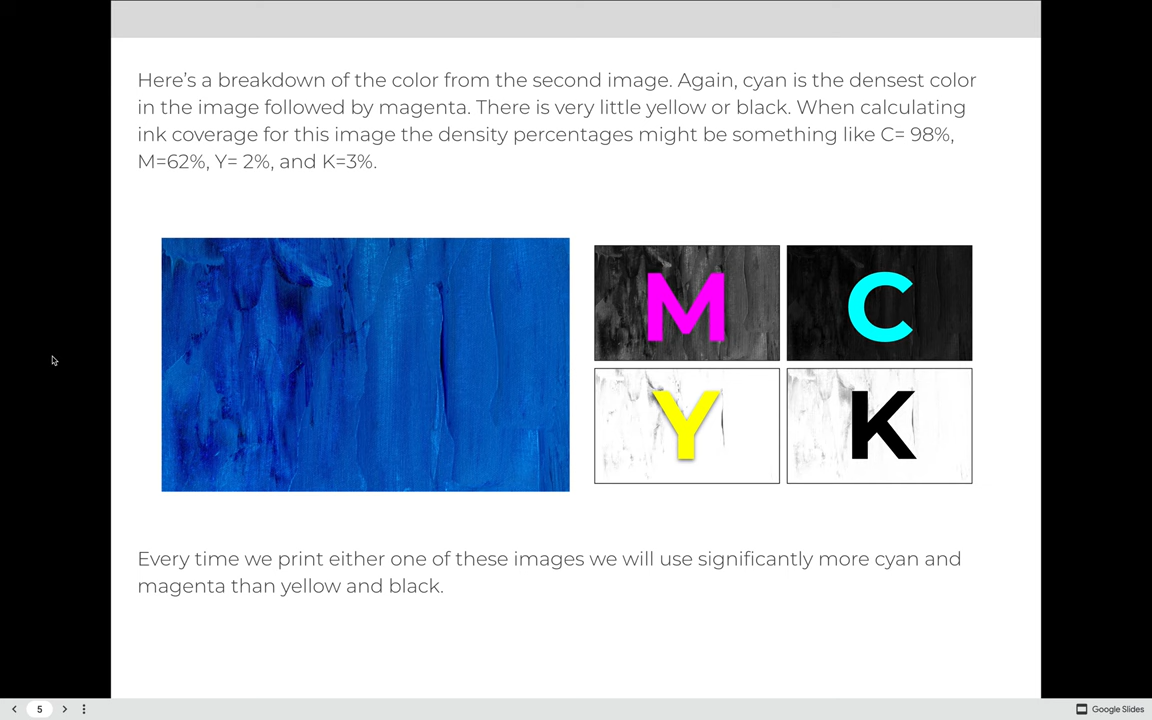 Here’s a breakdown of the color from the second image. Again, cyan is the densest color
in the image followed by magenta. There is very little yellow or black. When calculating
ink coverage for this image the density percentages might be something like C= 98%,
M=62%, Y= 2%, and K=3%.
M
C
Y
K
Every time we print either one of these images we will use significantly more cyan and
magenta than yellow and black.
5
Google Slides